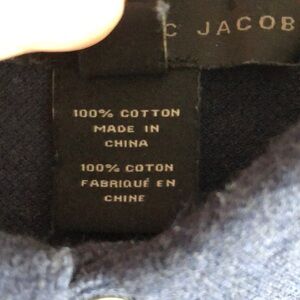 C JACOB
100% COTTON
MADE IN
CHINA
100% COTON
FABRIQUÉ EN
CHINE